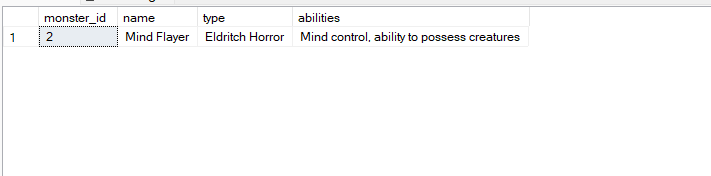 monster_id name type abilities
1 2 Mind Flayer Eldritch Horror Mind control, ability to possess creatures